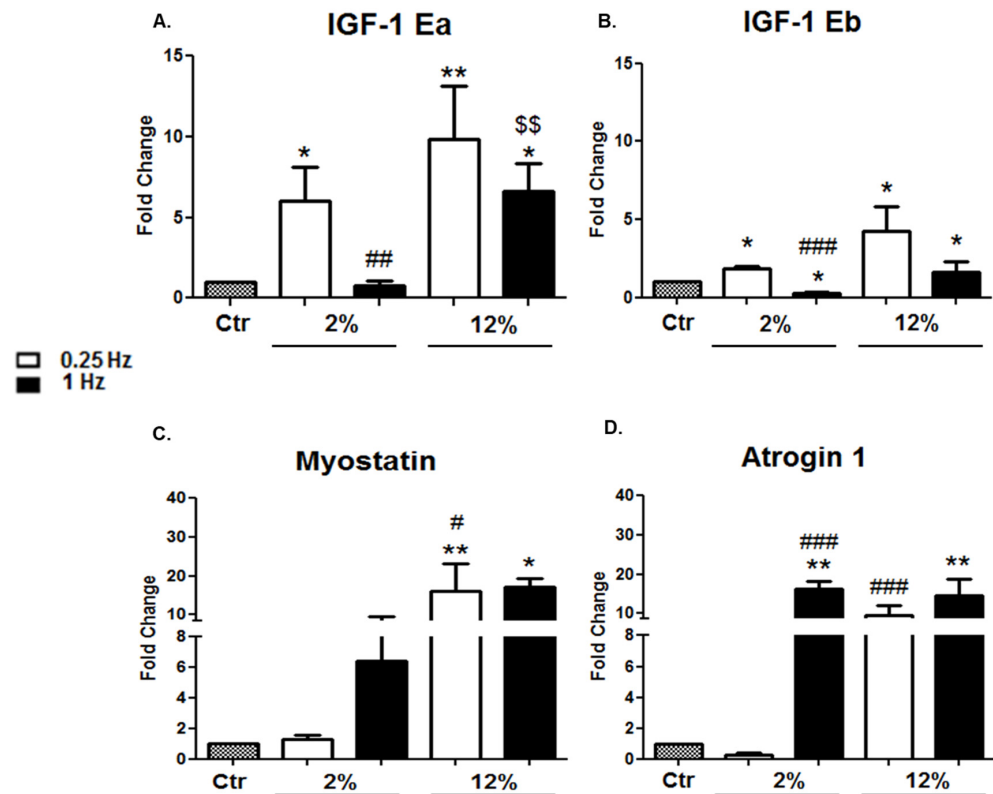 A.
IGF-1 Ea
Fold Change
15
10
5
0
*
##
**
$$
*
Ctr
2%
12%
B.
IGF-1 Eb
Fold Change
15
10
5
0
*
###
*
*
*
Ctr
2%
12%
0.25 Hz
1 Hz
C.
Myostatin
Fold Change
40
30
20
10
8
6
4
2
0
#
**
*
Ctr
2%
12%
D.
Atrogin 1
Fold Change
40
30
20
10
8
6
4
2
0
###
**
###
**
Ctr
2%
12%